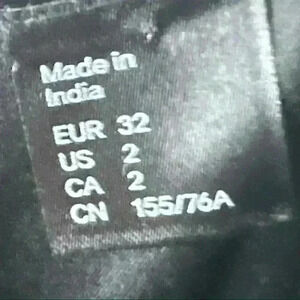 Made in
India
EUR 32
US 2
CA 2
CN 155/76A